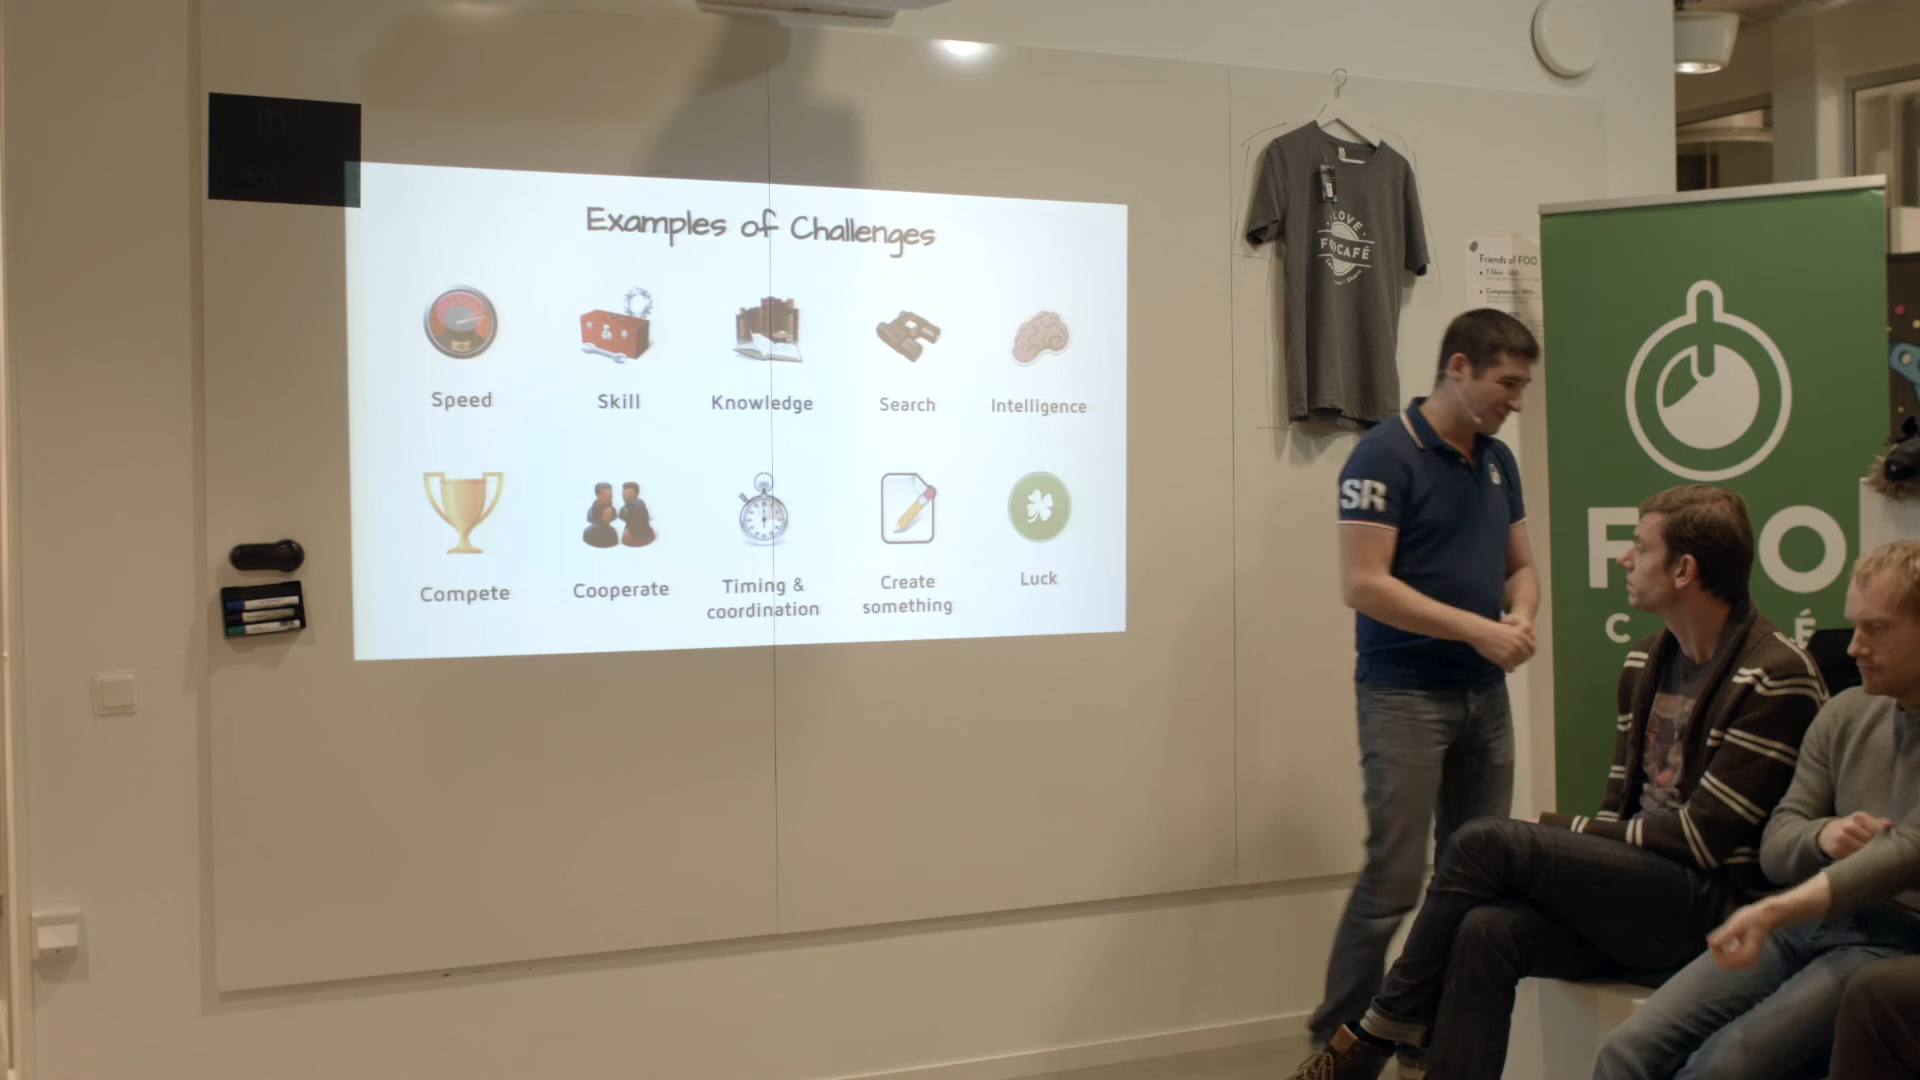 Examples of Challenges
Speed
Skill
Knowledge
Search
Intelligence
Compete
Cooperate
Timing &
coordination
Create
something
Luck
LOVE
FOOCAFÉ
Friends of FOO
SR
FOO
C É